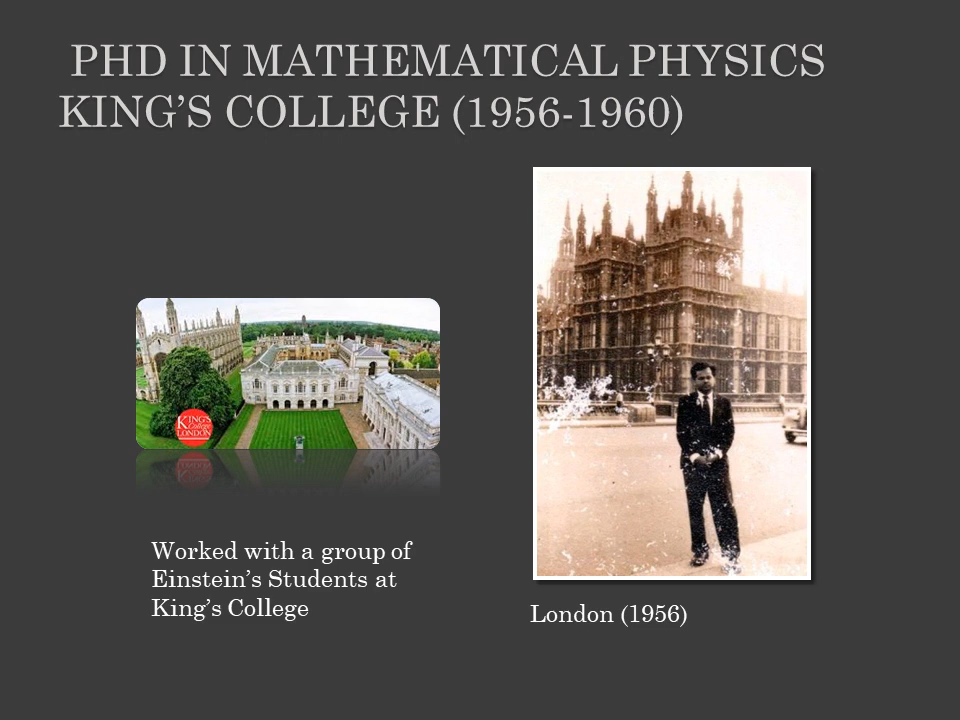 PHD IN MATHEMATICAL PHYSICS
KING'S COLLEGE (1956-1960)
KING'S
College
LONDON
Worked with a group of
Einstein's Students at
King's College
London (1956)